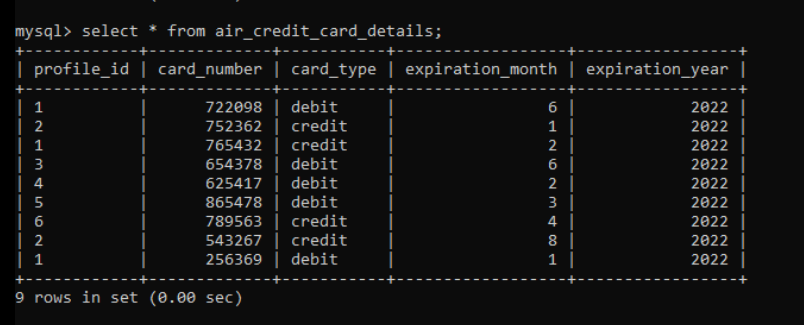 mysql> select * from air_credit_card_details;
+------------+-------------+-----------+------------------+-----------------+
| profile_id | card_number | card_type | expiration_month | expiration_year |
+------------+-------------+-----------+------------------+-----------------+
| 1          |      722098 | debit     |                6 |            2022 |
| 2          |      752362 | credit    |                1 |            2022 |
| 1          |      765432 | credit    |                2 |            2022 |
| 3          |      654378 | debit     |                6 |            2022 |
| 4          |      625417 | debit     |                2 |            2022 |
| 5          |      865478 | debit     |                3 |            2022 |
| 6          |      789563 | credit    |                4 |            2022 |
| 2          |      543267 | credit    |                8 |            2022 |
| 1          |      256369 | debit     |                1 |            2022 |
+------------+-------------+-----------+------------------+-----------------+
9 rows in set (0.00 sec)